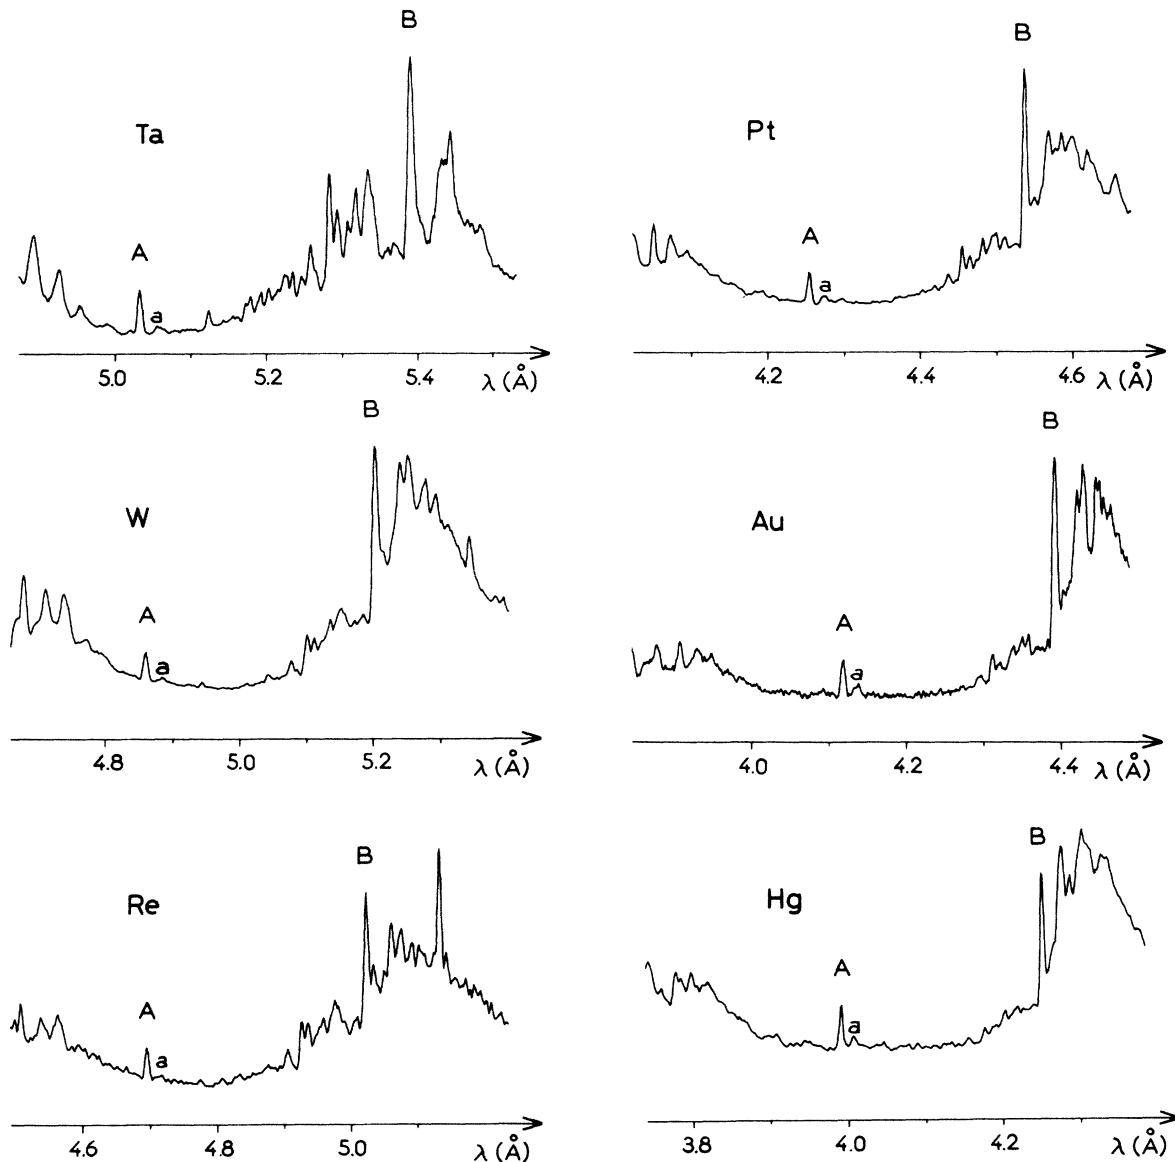 B
Ta
A
a
5.0 5.2 5.4 λ (Å)
B
Pt
A
a
4.2 4.4 4.6 λ (Å)
B
W
A
a
4.8 5.0 5.2 λ (Å)
B
Au
A
a
4.0 4.2 4.4 λ (Å)
B
Re
A
a
4.6 4.8 5.0 λ (Å)
B
Hg
A
a
3.8 4.0 4.2 λ (Å)